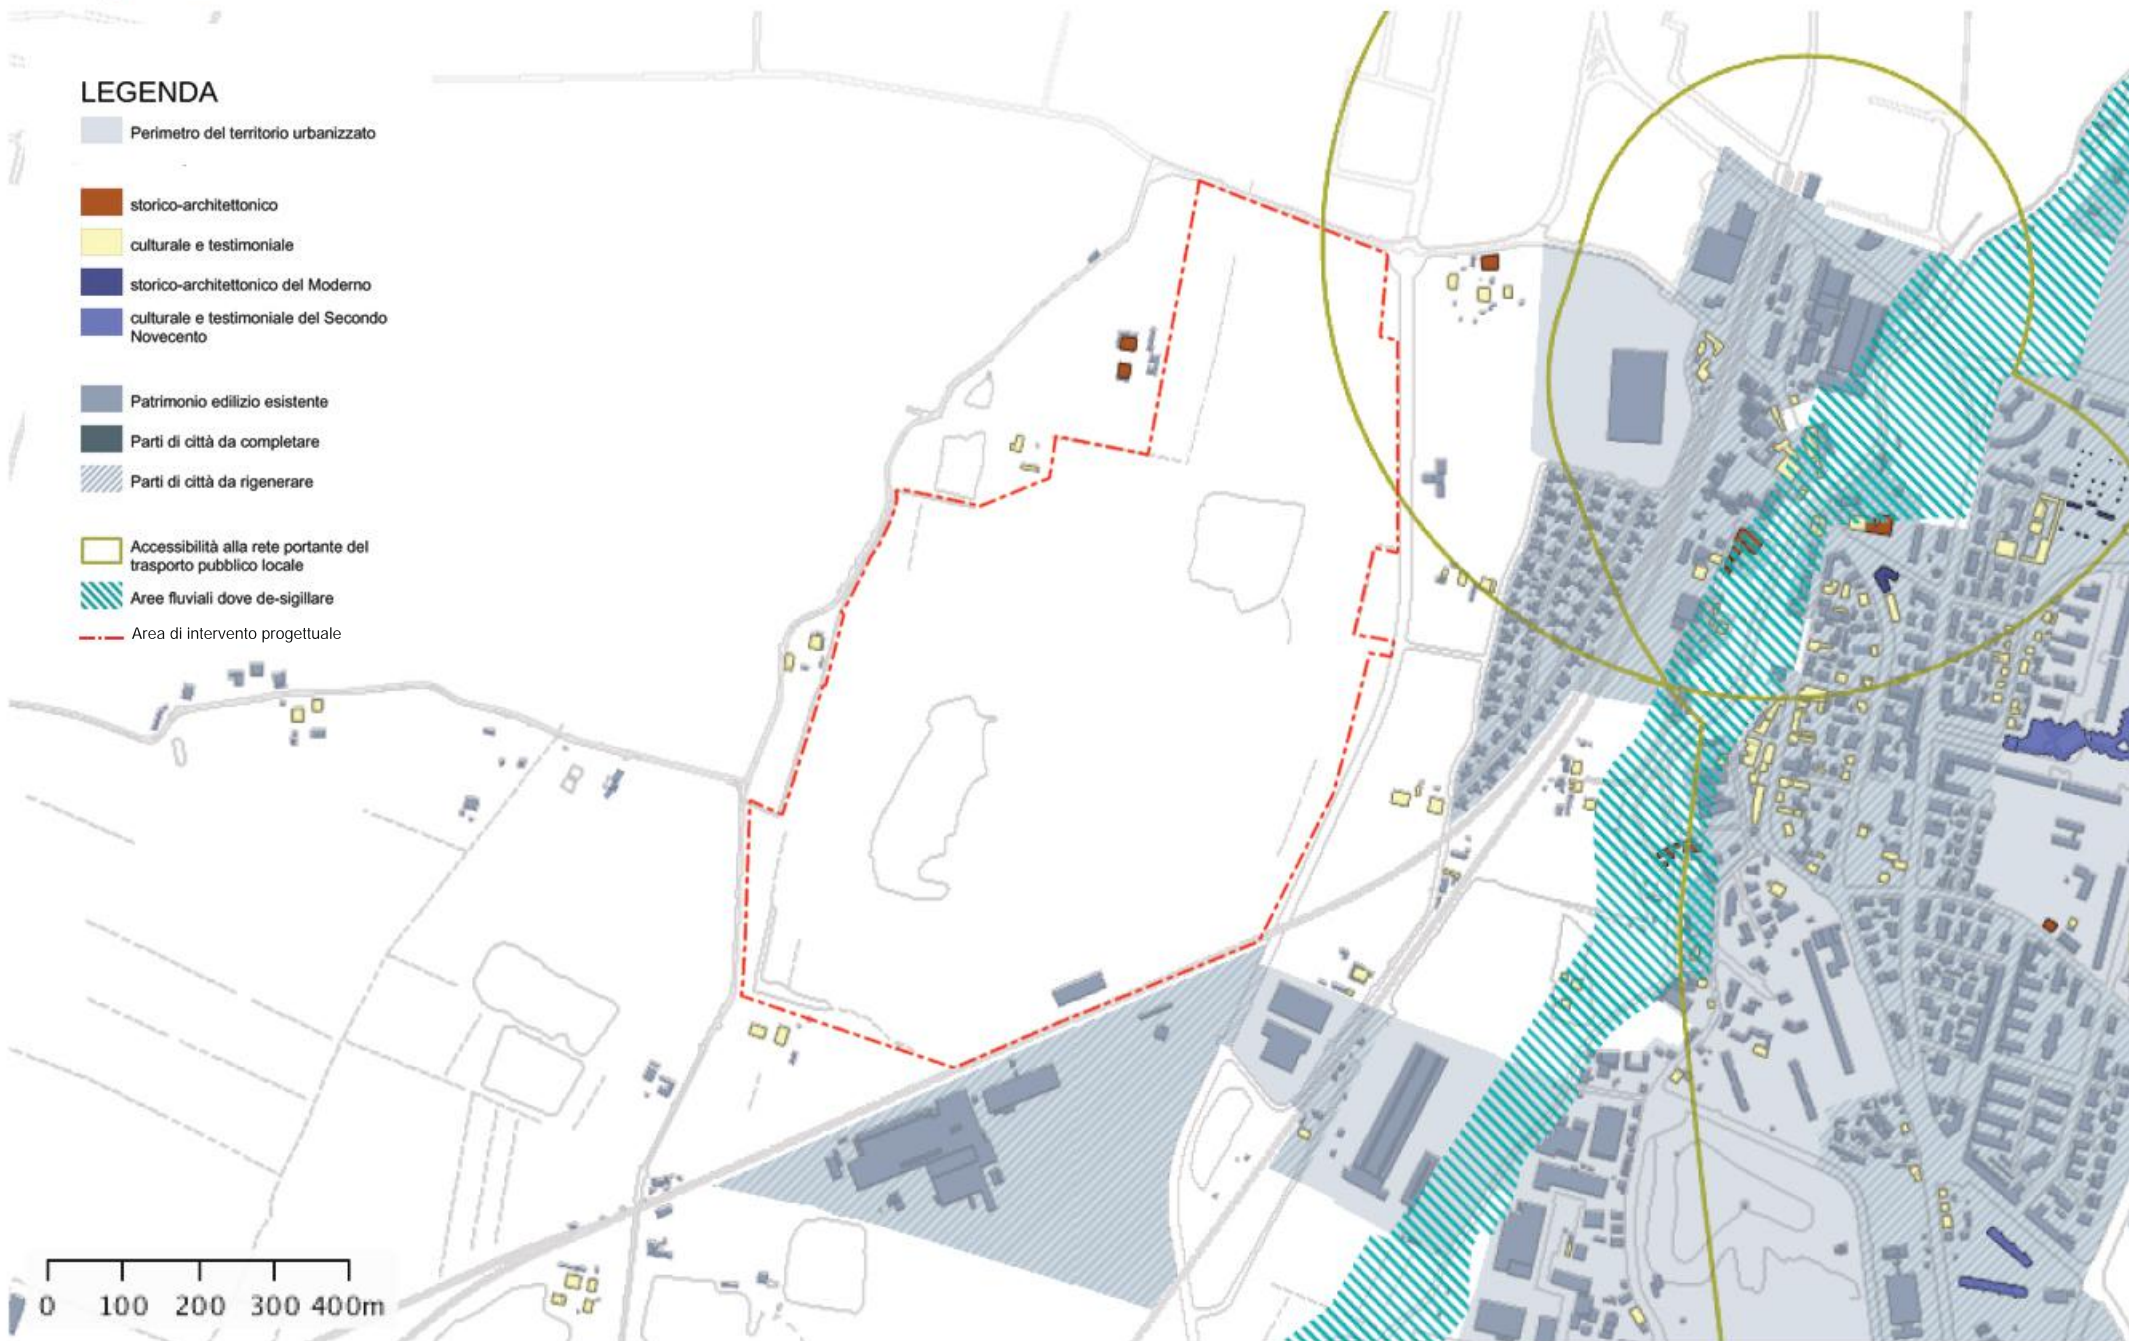 LEGENDA
Perimetro del territorio urbanizzato
storico-architettonico
culturale e testimoniale
storico-architettonico del Moderno
culturale e testimoniale del Secondo
Novecento
Patrimonio edilizio esistente
Parti di città da completare
Parti di città da rigenerare
Accessibilità alla rete portante del
trasporto pubblico locale
Aree fluviali dove de-sigillare
Area di intervento progettuale
0 100 200 300 400m